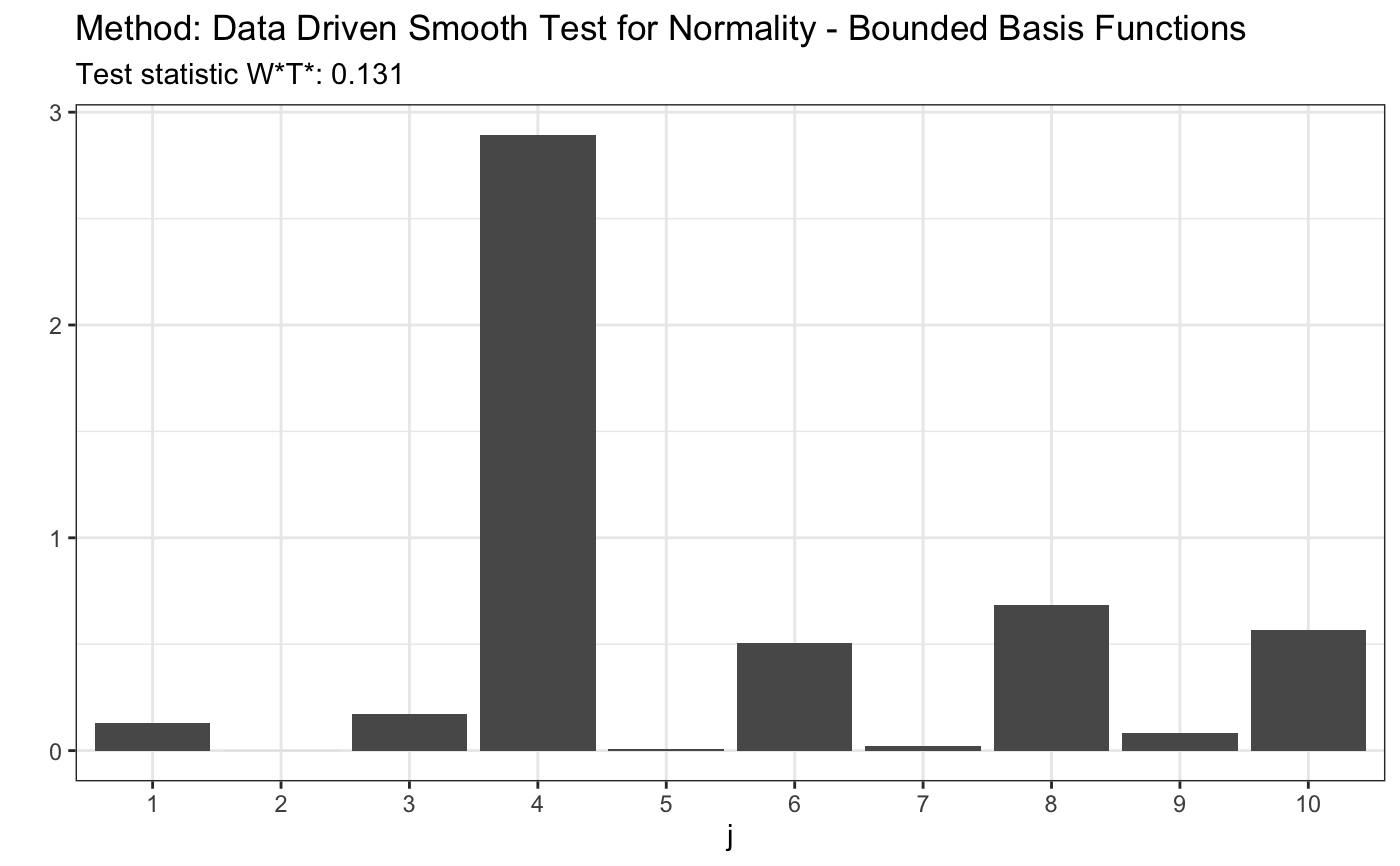 Method: Data Driven Smooth Test for Normality - Bounded Basis Functions
Test statistic W*T*: 0.131
3
2
1
0
1 2 3 4 5 6 7 8 9 10
j